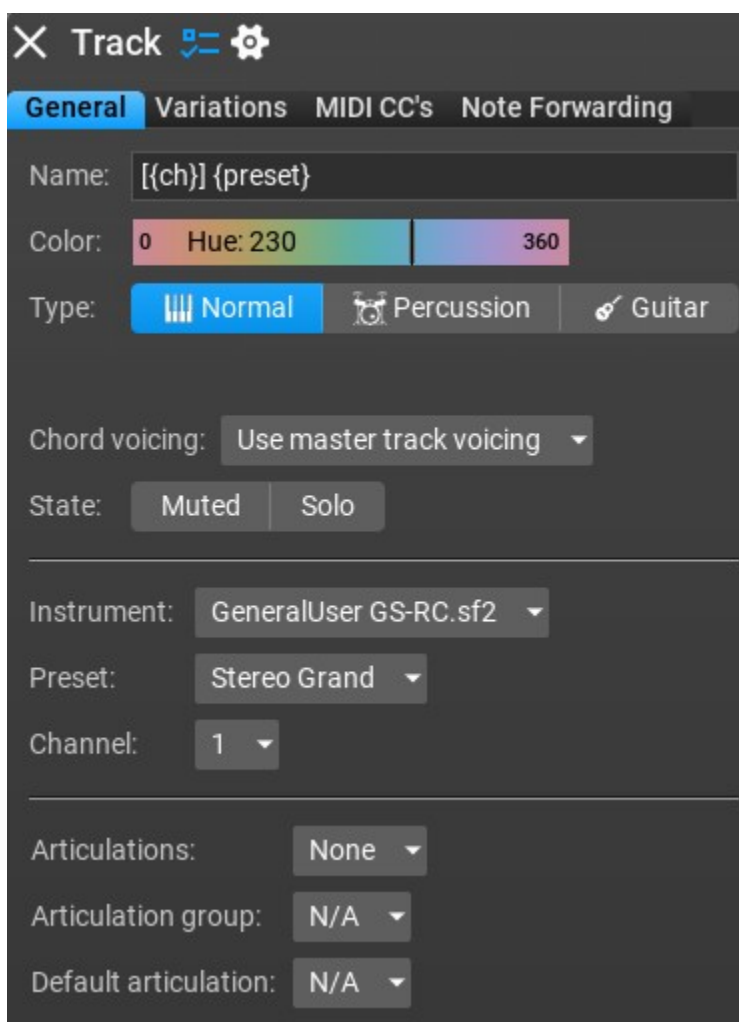 Track
General Variations MIDI CC's Note Forwarding
Name: [{ch}] {preset}
Color: 0 Hue: 230 360
Type: Normal Percussion Guitar
Chord voicing: Use master track voicing
State: Muted Solo
Instrument: GeneralUser GS-RC.sf2
Preset: Stereo Grand
Channel: 1
Articulations: None
Articulation group: N/A
Default articulation: N/A